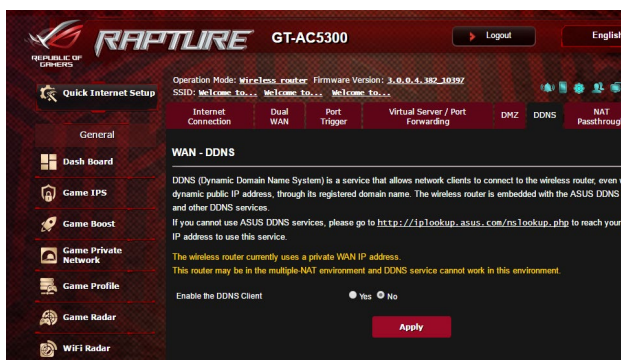 REPUBLIC OF
GAMERS
RAPTURE
GT-AC5300
Logout
English
Operation Mode: Wireless router Firmware Version: 3.0.0.4.382_10397
SSID: Welcome to... Welcome to... Welcome to...
Quick Internet Setup
Internet Connection
Dual WAN
Port Trigger
Virtual Server / Port Forwarding
DMZ
DDNS
NAT
General
WAN - DDNS
Dash Board
DDNS (Dynamic Domain Name System) is a service that allows network clients to connect to the wireless router, even
dynamic public IP address, through its registered domain name. The wireless router is embedded with the ASUS DDNS
and other DDNS services.
If you cannot use ASUS DDNS services, please go to http://iplookup.asus.com/nslookup.php to reach your
IP address to use this service.
The wireless router currently uses a private WAN IP address.
This router may be in the multiple-NAT environment and DDNS service cannot work in this environment.
Game IPS
Game Boost
Game Private
Network
Game Profile
Game Radar
WiFi Radar
Enable the DDNS Client
Yes No
Apply